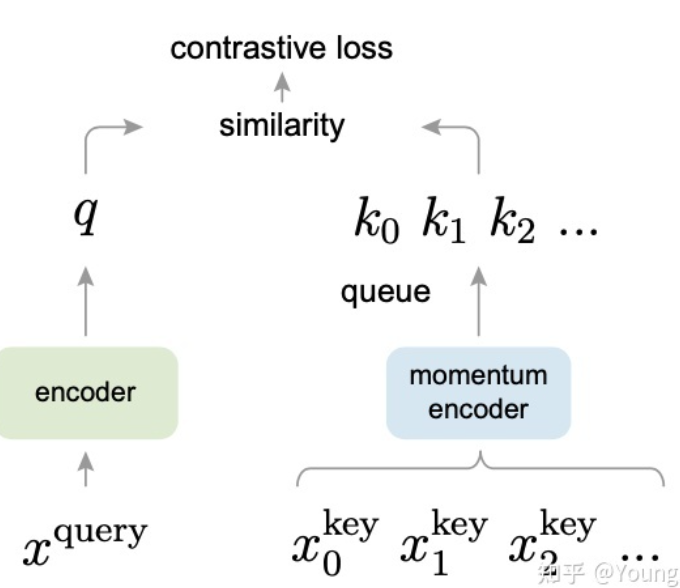 contrastive loss
similarity
q k₀ k₁ k₂ ...
queue
encoder
momentum
encoder
x^query x₀^key x₁^key x₂^key ...
知乎 @Young